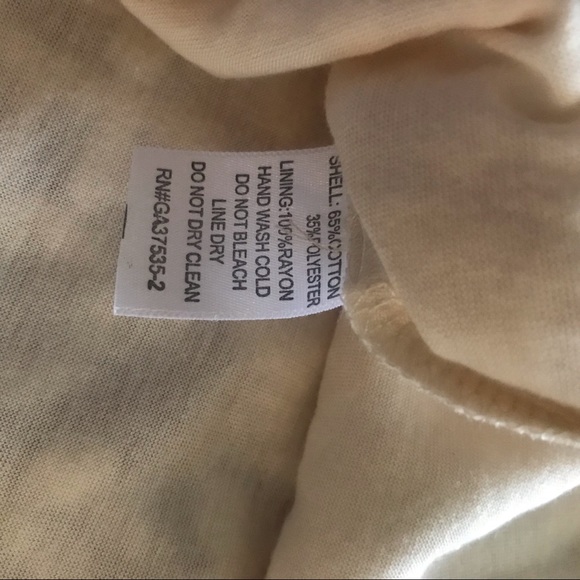 SHELL: 65%COTTON
35%POLYESTER
LINING:100%RAYON
HAND WASH COLD
DO NOT BLEACH
LINE DRY
DO NOT DRY CLEAN
RN#GA37535-2